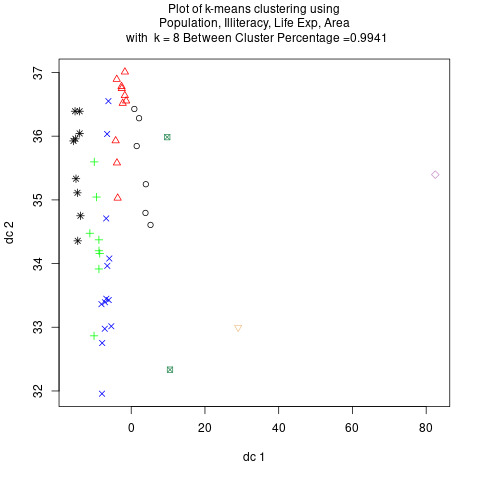 Plot of k-means clustering using
Population, Illiteracy, Life Exp, Area
with k = 8 Between Cluster Percentage =0.9941
37
36
35
34
33
32
dc 2
0 20 40 60 80
dc 1